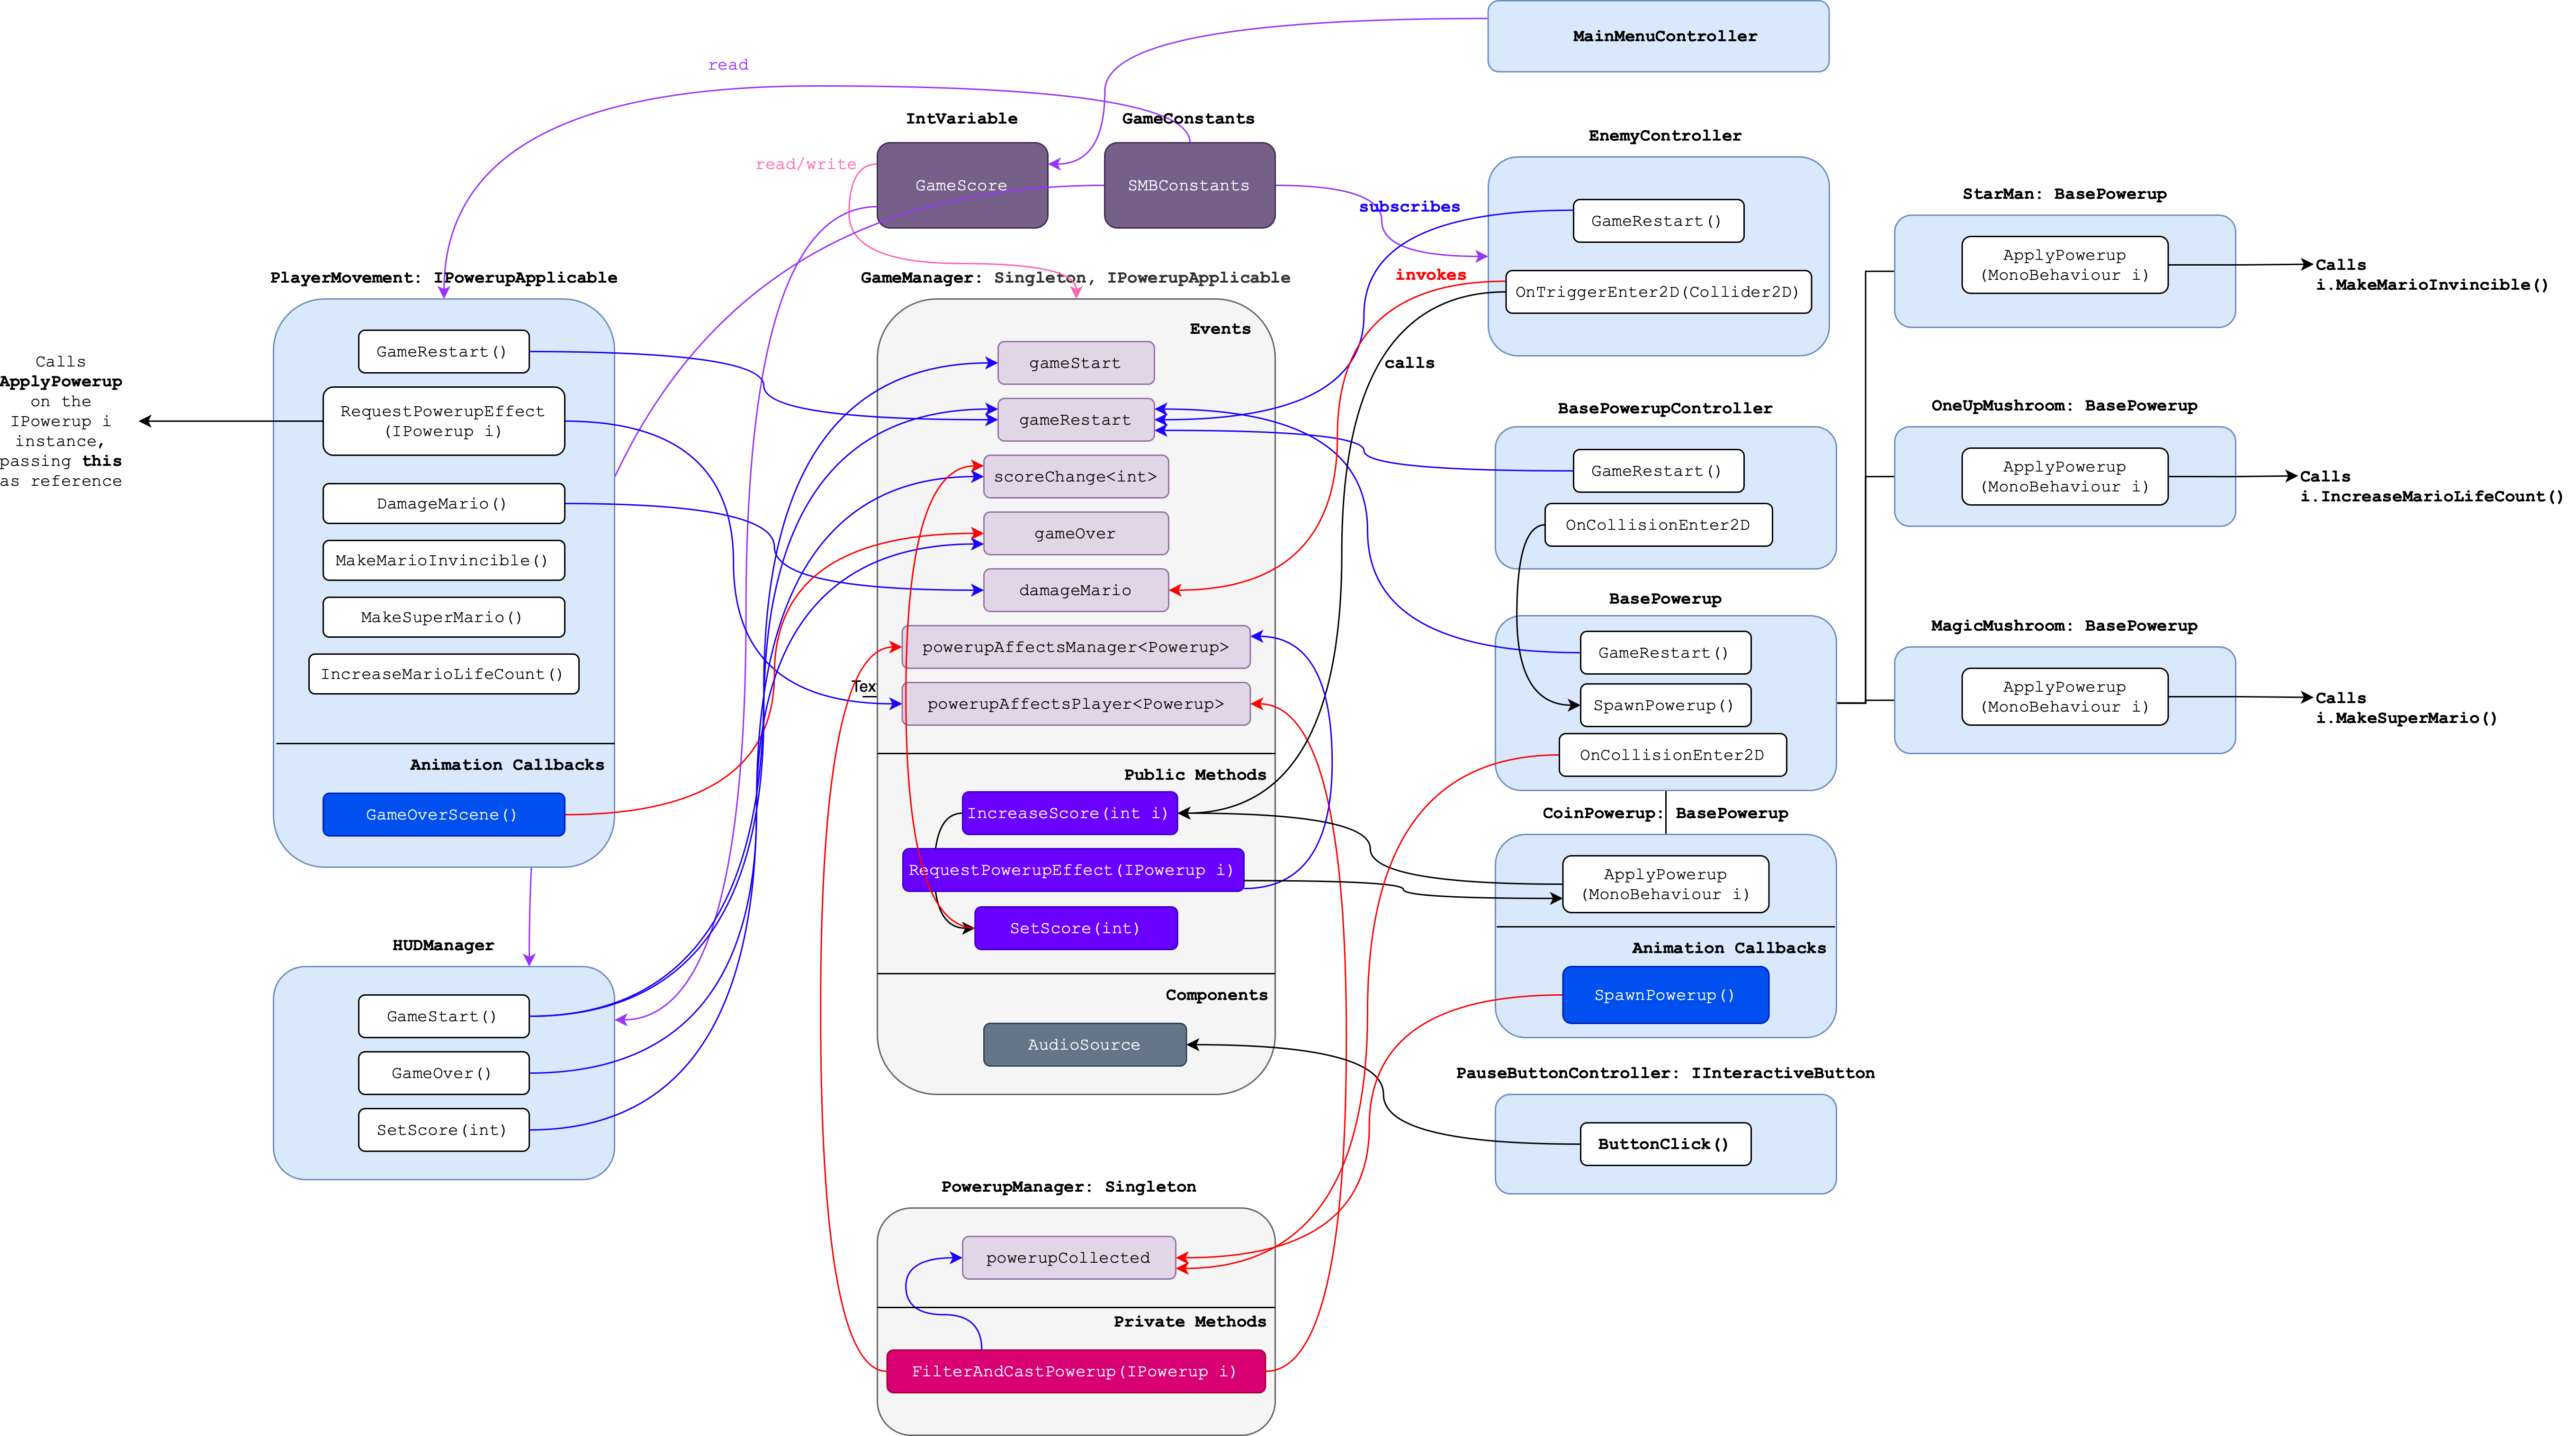 MainMenuController
read
IntVariable
GameConstants
read/write
GameScore
SMBConstants
EnemyController
subscribes
GameRestart()
invokes
OnTriggerEnter2D(Collider2D)
calls
StarMan: BasePowerup
ApplyPowerup
(MonoBehaviour i)
Calls
i.MakeMarioInvincible()
PlayerMovement: IPowerupApplicable
GameRestart()
RequestPowerupEffect
(IPowerup i)
Calls
ApplyPowerup
on the
IPowerup i
instance,
passing this
as reference
DamageMario()
MakeMarioInvincible()
MakeSuperMario()
IncreaseMarioLifeCount()
Animation Callbacks
GameOverScene()
GameManager: Singleton, IPowerupApplicable
Events
gameStart
gameRestart
scoreChange<int>
gameOver
damageMario
powerupAffectsManager<Powerup>
Text
powerupAffectsPlayer<Powerup>
Public Methods
IncreaseScore(int i)
RequestPowerupEffect(IPowerup i)
SetScore(int)
Components
AudioSource
BasePowerupController
GameRestart()
OnCollisionEnter2D
OneUpMushroom: BasePowerup
ApplyPowerup
(MonoBehaviour i)
Calls
i.IncreaseMarioLifeCount()
BasePowerup
GameRestart()
SpawnPowerup()
OnCollisionEnter2D
MagicMushroom: BasePowerup
ApplyPowerup
(MonoBehaviour i)
Calls
i.MakeSuperMario()
CoinPowerup: BasePowerup
ApplyPowerup
(MonoBehaviour i)
Animation Callbacks
SpawnPowerup()
HUDManager
GameStart()
GameOver()
SetScore(int)
PauseButtonController: IInteractiveButton
ButtonClick()
PowerupManager: Singleton
powerupCollected
Private Methods
FilterAndCastPowerup(IPowerup i)